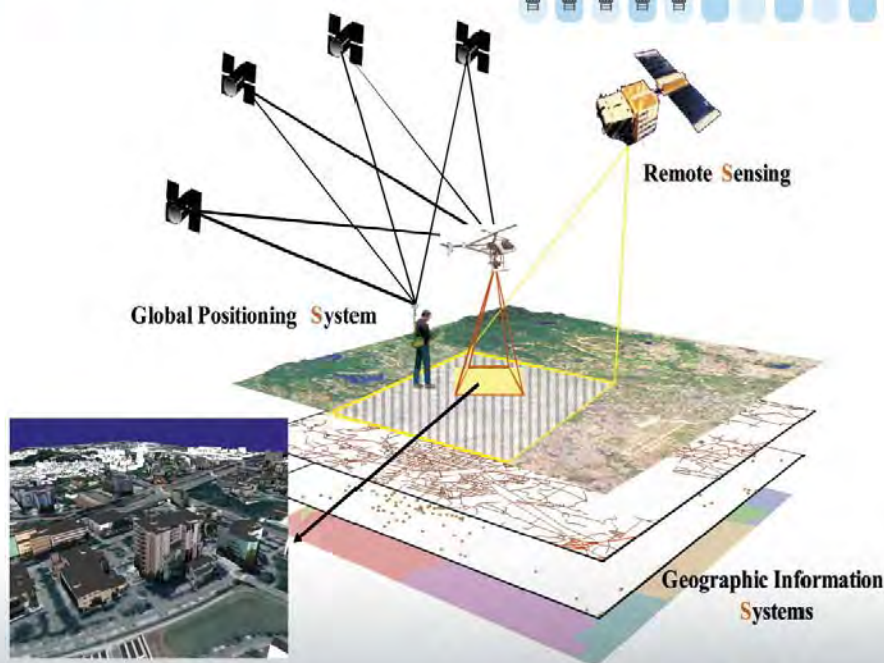 Remote Sensing
Global Positioning System
Geographic Information
Systems